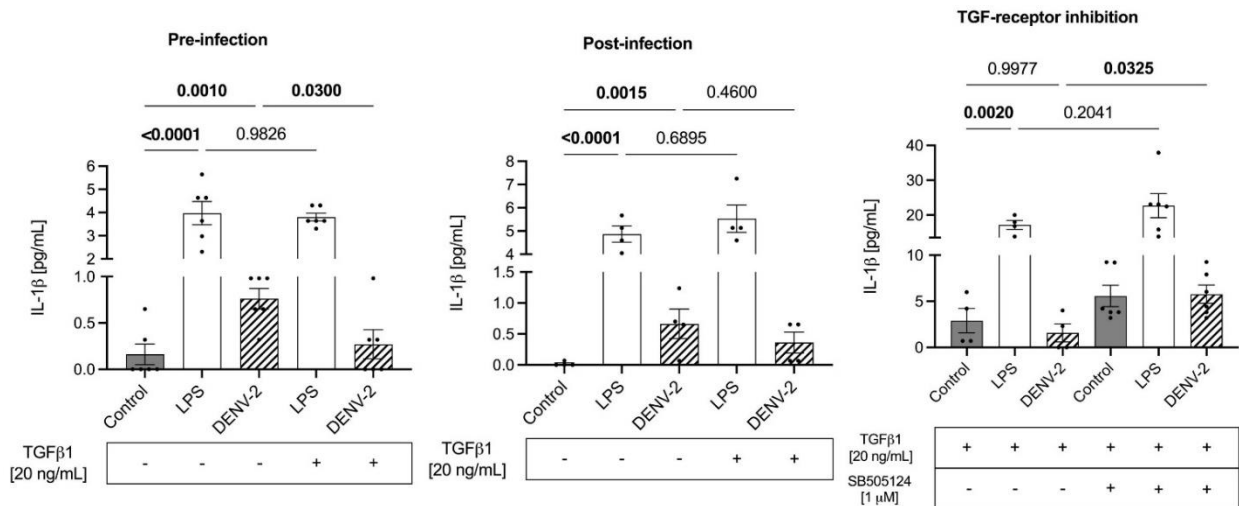 Pre-infection
0.0010 0.0300
<0.0001 0.9826
IL-1β [pg/mL]
6
5
4
3
2
1.0
0.5
0.0
Control LPS DENV-2 LPS DENV-2
TGFβ1
[20 ng/mL]
- - - + +
Post-infection
0.0015 0.4600
<0.0001 0.6895
IL-1β [pg/mL]
8
7
6
5
4
1.5
1.0
0.5
0.0
Control LPS DENV-2 LPS DENV-2
TGFβ1
[20 ng/mL]
- - - + +
TGF-receptor inhibition
0.9977 0.0325
0.0020 0.2041
IL-1β [pg/mL]
40
30
20
10
5
0
Control LPS DENV-2 Control LPS DENV-2
TGFβ1
[20 ng/mL]
+ + + + + +
SB505124
[1 μM]
- - - + + +